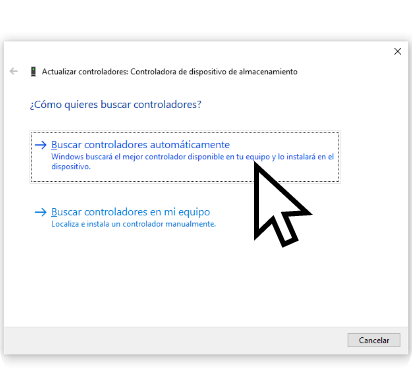 Actualizar controladores: Controladora de dispositivo de almacenamiento
¿Cómo quieres buscar controladores?
Buscar controladores automáticamente
Windows buscará el mejor controlador disponible en tu equipo y lo instalará en el
dispositivo.
Buscar controladores en mi equipo
Localiza e instala un controlador manualmente.
Cancelar